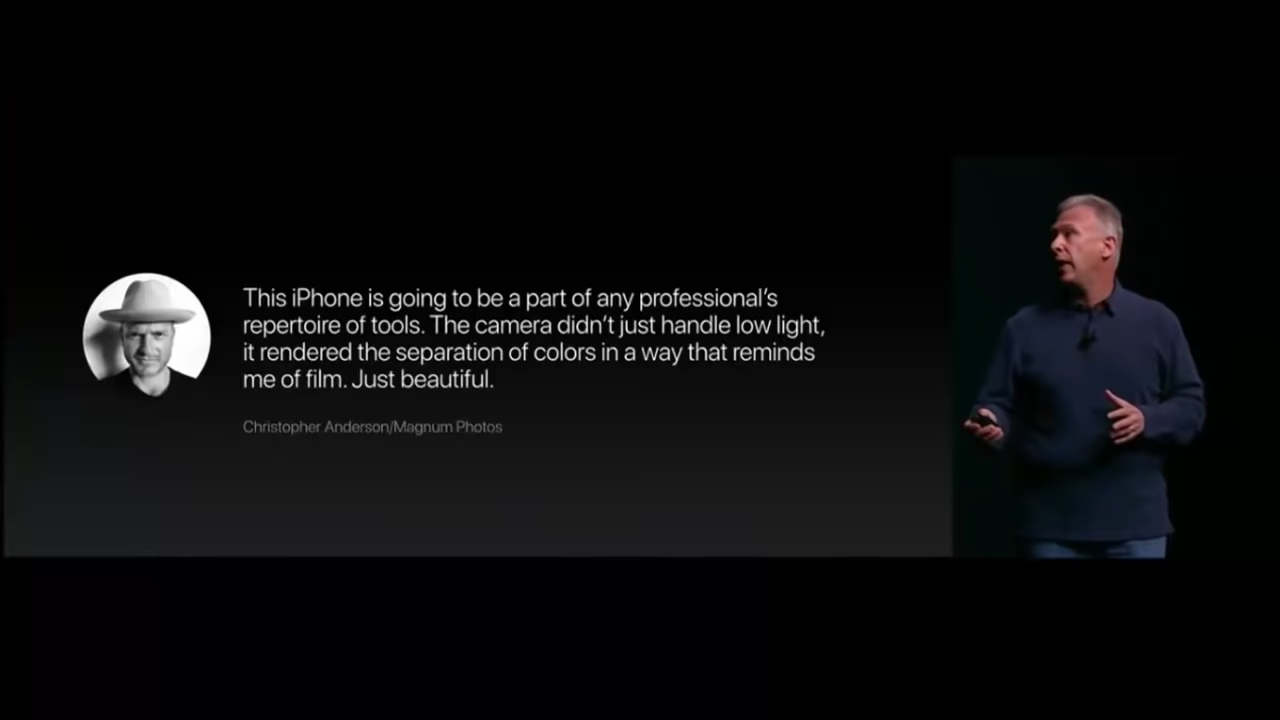 This iPhone is going to be a part of any professional’s
repertoire of tools. The camera didn’t just handle low light,
it rendered the separation of colors in a way that reminds
me of film. Just beautiful.
Christopher Anderson/Magnum Photos